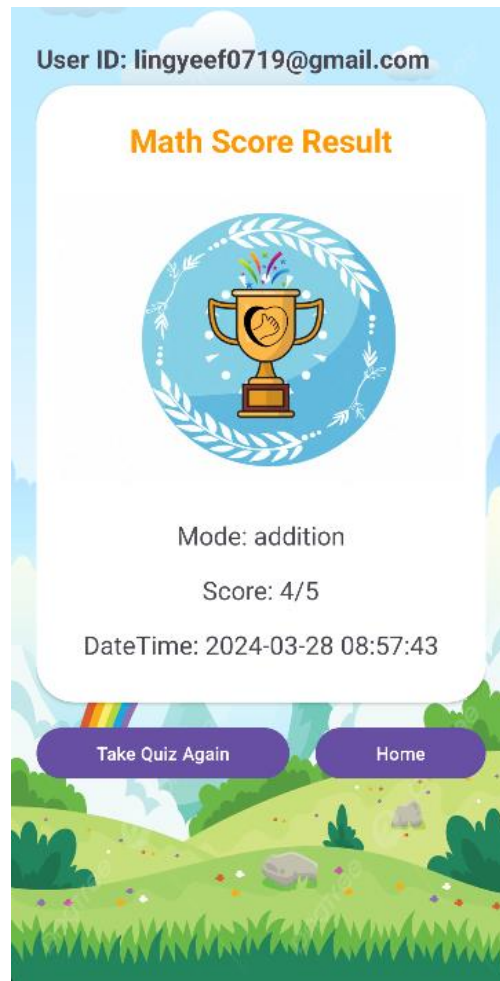 User ID: lingyeef0719@gmail.com
Math Score Result
Mode: addition
Score: 4/5
DateTime: 2024-03-28 08:57:43
Take Quiz Again
Home